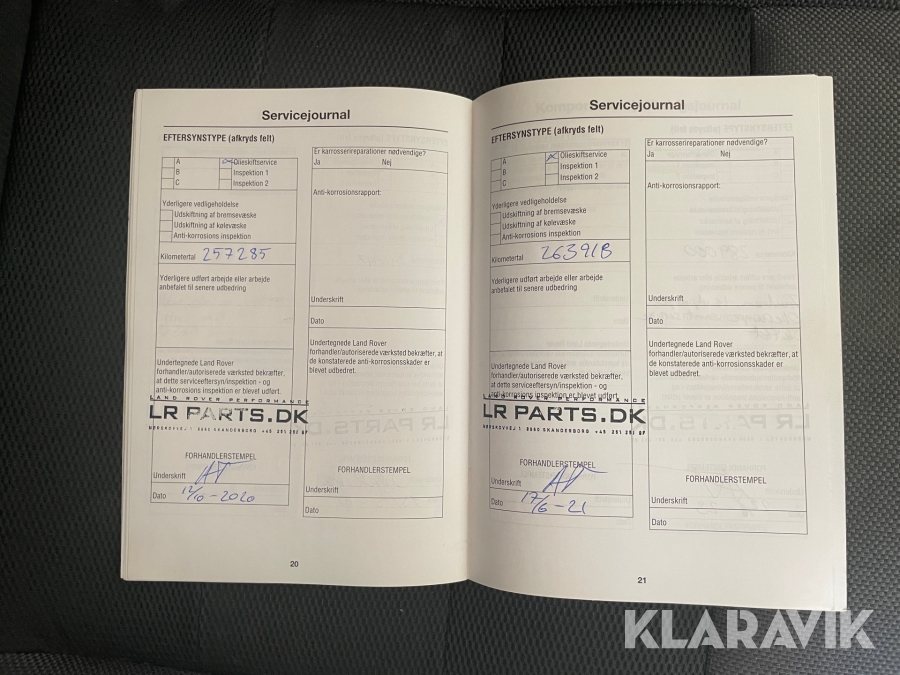 Servicejournal
EFTERSYNSTYPE (afkryds felt)
A
B
C
Olieskiftservice
Inspektion 1
Inspektion 2
Yderligere vedligeholdelse
Udskiftning af bremsevæske
Udskiftning af kølevæske
Anti-korrosions inspektion
Kilometertal 257285
Yderligere udført arbejde eller arbejde
anbefalet til senere udbedring
Undertegnede Land Rover
forhandler/autoriserede værksted bekræfter,
at dette serviceeftersyn/inspektion - og
anti-korrosions inspektion er blevet udført.
LAND ROVER PERFORMANCE
LR PARTS.DK
FORHANDLERSTEMPEL
Underskrift
Dato 12/10-2020
Er karrosserireparationer nødvendige?
Ja Nej
Anti-korrosionsrapport:
Underskrift
Dato
Undertegnede Land Rover
forhandler/autoriserede værksted bekræfter, at
de konstaterede anti-korrosionsskader er
blevet udbedret.
FORHANDLERSTEMPEL
Underskrift
Dato
20
Servicejournal
EFTERSYNSTYPE (afkryds felt)
A
B
C
Olieskiftservice
Inspektion 1
Inspektion 2
Yderligere vedligeholdelse
Udskiftning af bremsevæske
Udskiftning af kølevæske
Anti-korrosions inspektion
Kilometertal 263918
Yderligere udført arbejde eller arbejde
anbefalet til senere udbedring
Undertegnede Land Rover
forhandler/autoriserede værksted bekræfter,
at dette serviceeftersyn/inspektion - og
anti-korrosions inspektion er blevet udført.
LAND ROVER PERFORMANCE
LR PARTS.DK
FORHANDLERSTEMPEL
Underskrift
Dato 17/6-21
Er karrosserireparationer nødvendige?
Ja Nej
Anti-korrosionsrapport:
Underskrift
Dato
Undertegnede Land Rover
forhandler/autoriserede værksted bekræfter, at
de konstaterede anti-korrosionsskader er
blevet udbedret.
FORHANDLERSTEMPEL
Underskrift
Dato
21
KLARAVIK